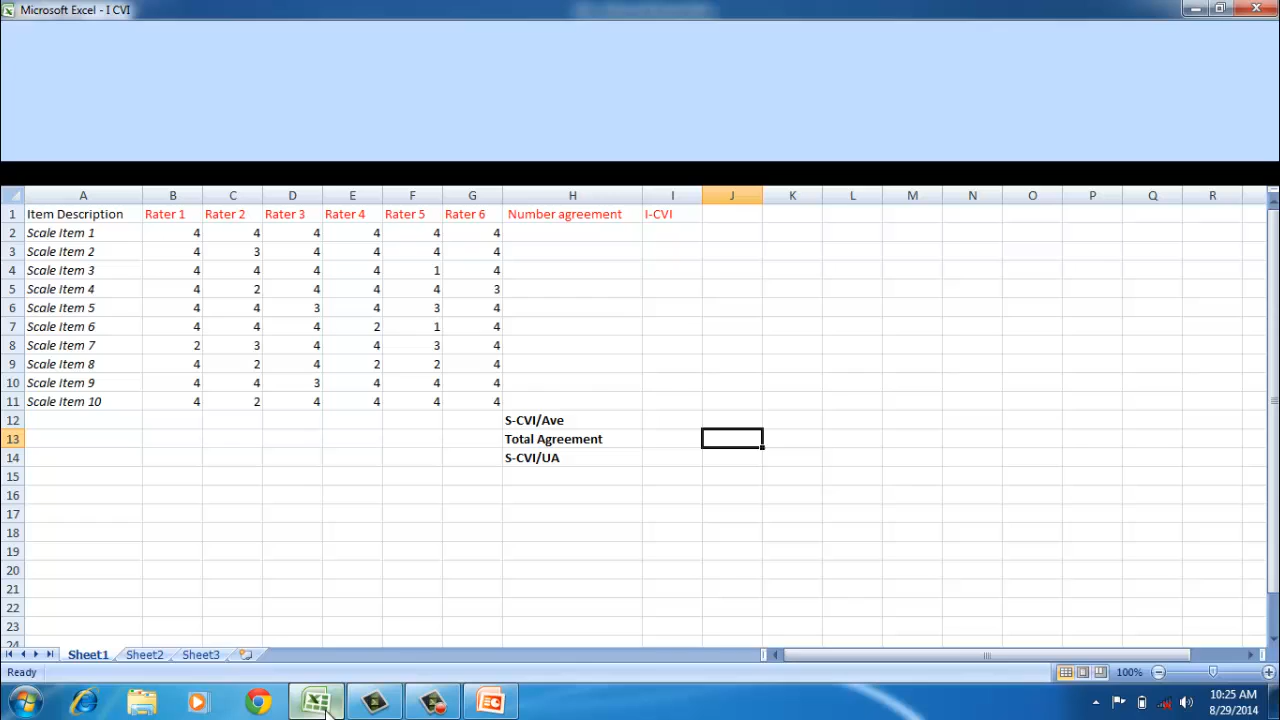 Microsoft Excel - I CVI
A B C D E F G H I J K L M N O P Q R
1 Item Description Rater 1 Rater 2 Rater 3 Rater 4 Rater 5 Rater 6 Number agreement I-CVI
2 Scale Item 1 4 4 4 4 4 4
3 Scale Item 2 4 3 4 4 4 4
4 Scale Item 3 4 4 4 4 1 4
5 Scale Item 4 4 2 4 4 4 3
6 Scale Item 5 4 4 3 4 3 4
7 Scale Item 6 4 4 4 2 1 4
8 Scale Item 7 2 3 4 4 3 4
9 Scale Item 8 4 2 4 2 2 4
10 Scale Item 9 4 4 3 4 4 4
11 Scale Item 10 4 2 4 4 4 4
12 S-CVI/Ave
13 Total Agreement
14 S-CVI/UA
15
16
17
18
19
20
21
22
23
24
Sheet1 Sheet2 Sheet3
Ready 100%
10:25 AM
8/29/2014